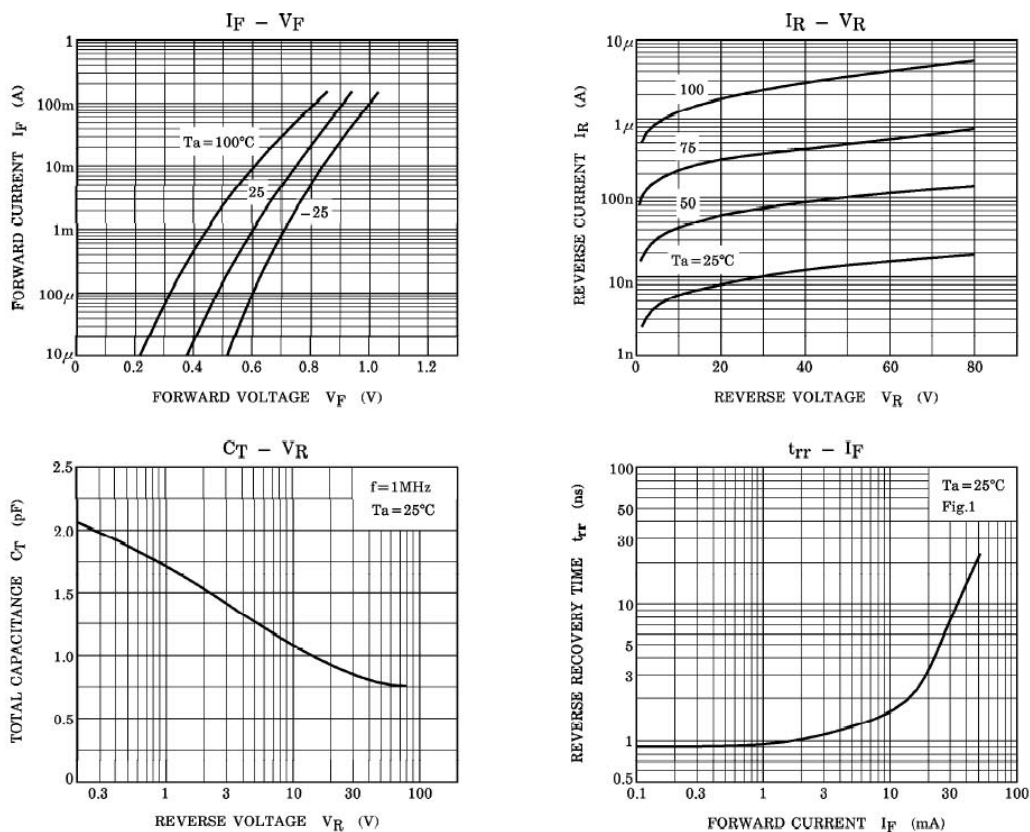 IF – VF
1
100m
10m
1m
100μ
10μ
FORWARD CURRENT IF (A)
Ta=100°C
25
−25
0 0.2 0.4 0.6 0.8 1.0 1.2
FORWARD VOLTAGE VF (V)
IR – VR
10μ
1μ
100n
10n
1n
REVERSE CURRENT IR (A)
100
75
50
Ta=25°C
0 20 40 60 80
REVERSE VOLTAGE VR (V)
CT – VR
2.5
2.0
1.5
1.0
0.5
0
TOTAL CAPACITANCE CT (pF)
f=1MHz
Ta=25°C
0.3 1 3 10 30 100
REVERSE VOLTAGE VR (V)
trr – IF
100
50
30
10
5
3
1
0.5
REVERSE RECOVERY TIME trr (ns)
Ta=25°C
Fig.1
0.1 0.3 1 3 10 30 100
FORWARD CURRENT IF (mA)